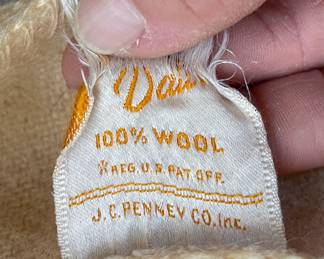 100% WOOL
*REG. U.S. PAT. OFF.
J.C. PENNEY CO. INC.